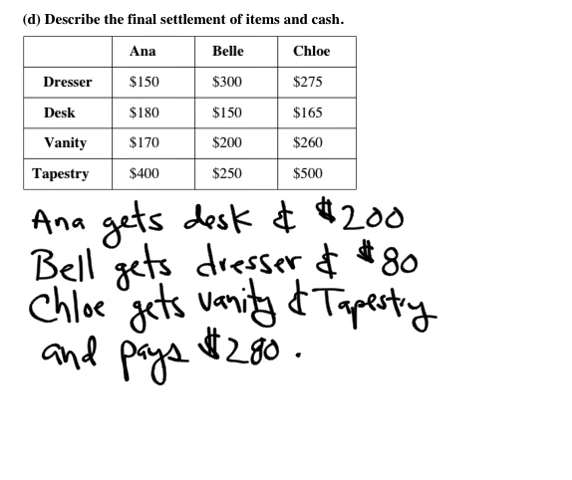 (d) Describe the final settlement of items and cash.
Ana Belle Chloe
Dresser $150 $300 $275
Desk $180 $150 $165
Vanity $170 $200 $260
Tapestry $400 $250 $500
Ana gets desk & $200
Bell gets dresser & $80
Chloe gets vanity & Tapestry
and pays $280.